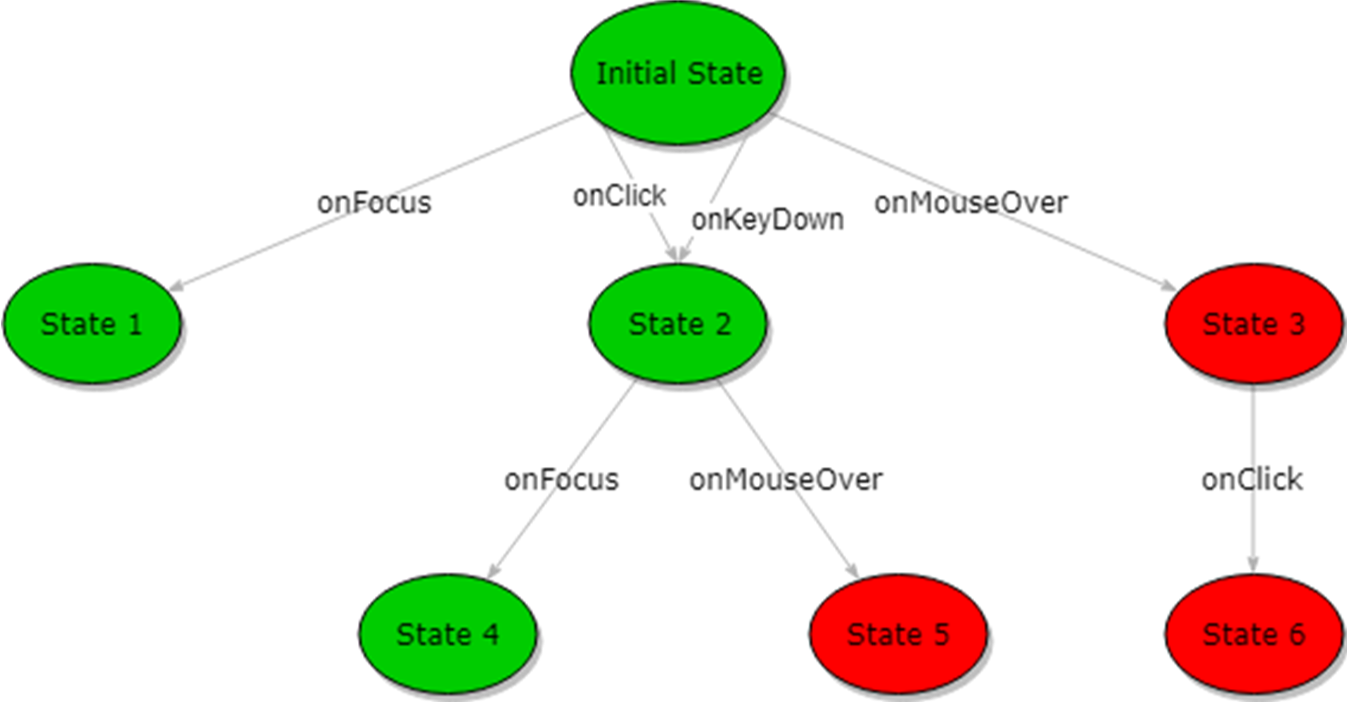 Initial State
onFocus
onClick
onKeyDown
onMouseOver
State 1
State 2
State 3
onFocus
onMouseOver
onClick
State 4
State 5
State 6